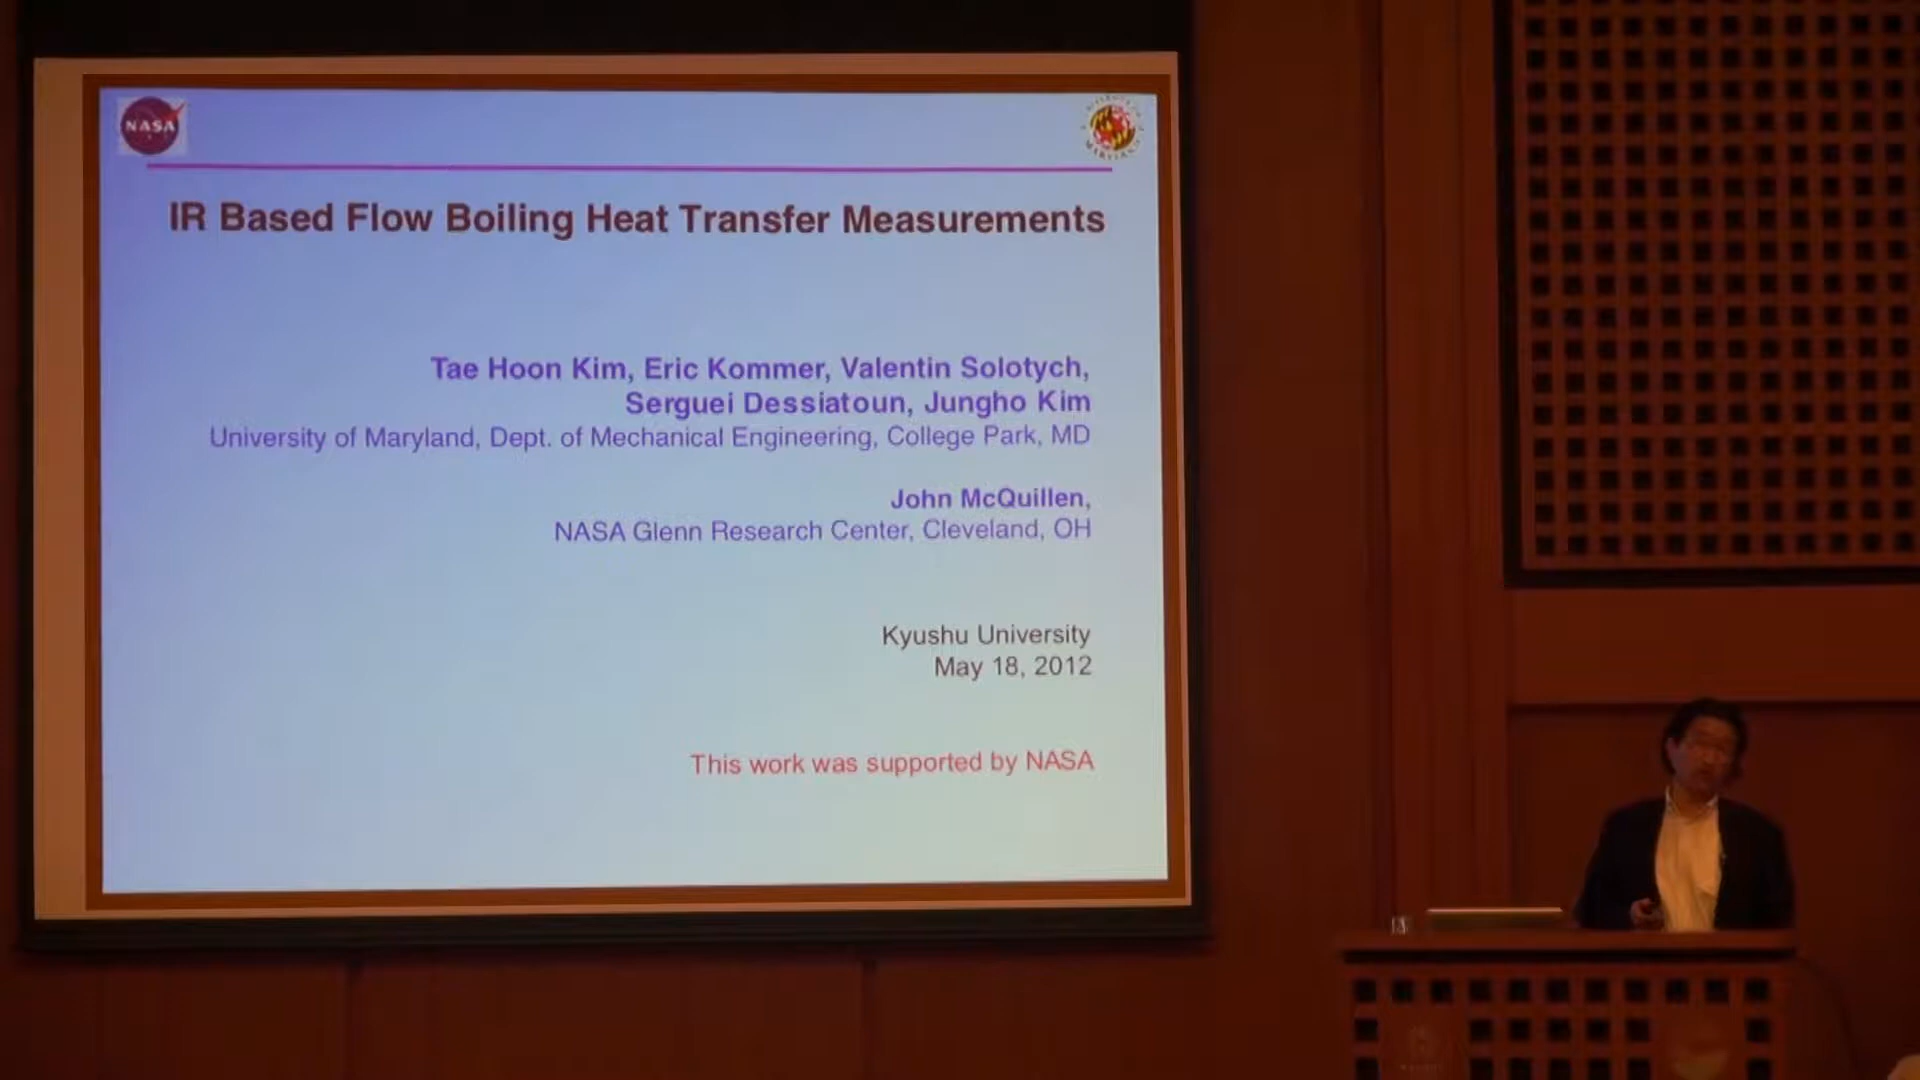 NASA
IR Based Flow Boiling Heat Transfer Measurements
Tae Hoon Kim, Eric Kommer, Valentin Solotych,
Serguei Dessiatoun, Jungho Kim
University of Maryland, Dept. of Mechanical Engineering, College Park, MD
John McQuillen,
NASA Glenn Research Center, Cleveland, OH
Kyushu University
May 18, 2012
This work was supported by NASA